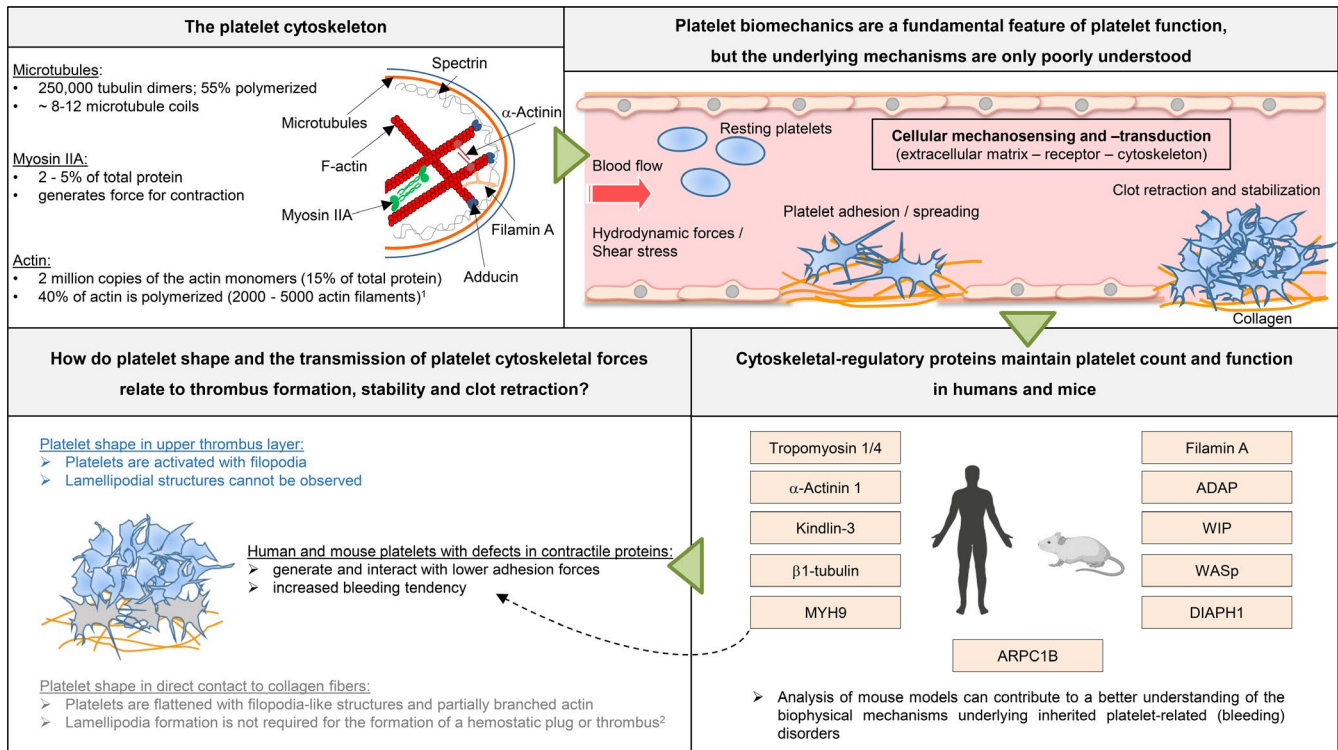 The platelet cytoskeleton
Microtubules:
• 250,000 tubulin dimers; 55% polymerized
• ~ 8-12 microtubule coils
Myosin IIA:
• 2 - 5% of total protein
• generates force for contraction
Actin:
• 2 million copies of the actin monomers (15% of total protein)
• 40% of actin is polymerized (2000 - 5000 actin filaments)¹
Spectrin
α-Actinin
Microtubules
F-actin
Myosin IIA
Filamin A
Adducin
Platelet biomechanics are a fundamental feature of platelet function,
but the underlying mechanisms are only poorly understood
Resting platelets
Cellular mechanosensing and –transduction
(extracellular matrix – receptor – cytoskeleton)
Blood flow
Clot retraction and stabilization
Platelet adhesion / spreading
Hydrodynamic forces /
Shear stress
Collagen
How do platelet shape and the transmission of platelet cytoskeletal forces
relate to thrombus formation, stability and clot retraction?
Platelet shape in upper thrombus layer:
➢ Platelets are activated with filopodia
➢ Lamellipodial structures cannot be observed
Human and mouse platelets with defects in contractile proteins:
➢ generate and interact with lower adhesion forces
➢ increased bleeding tendency
Platelet shape in direct contact to collagen fibers:
➢ Platelets are flattened with filopodia-like structures and partially branched actin
➢ Lamellipodia formation is not required for the formation of a hemostatic plug or thrombus²
Cytoskeletal-regulatory proteins maintain platelet count and function
in humans and mice
Tropomyosin 1/4
α-Actinin 1
Kindlin-3
β1-tubulin
MYH9
Filamin A
ADAP
WIP
WASp
DIAPH1
ARPC1B
➢ Analysis of mouse models can contribute to a better understanding of the
biophysical mechanisms underlying inherited platelet-related (bleeding)
disorders